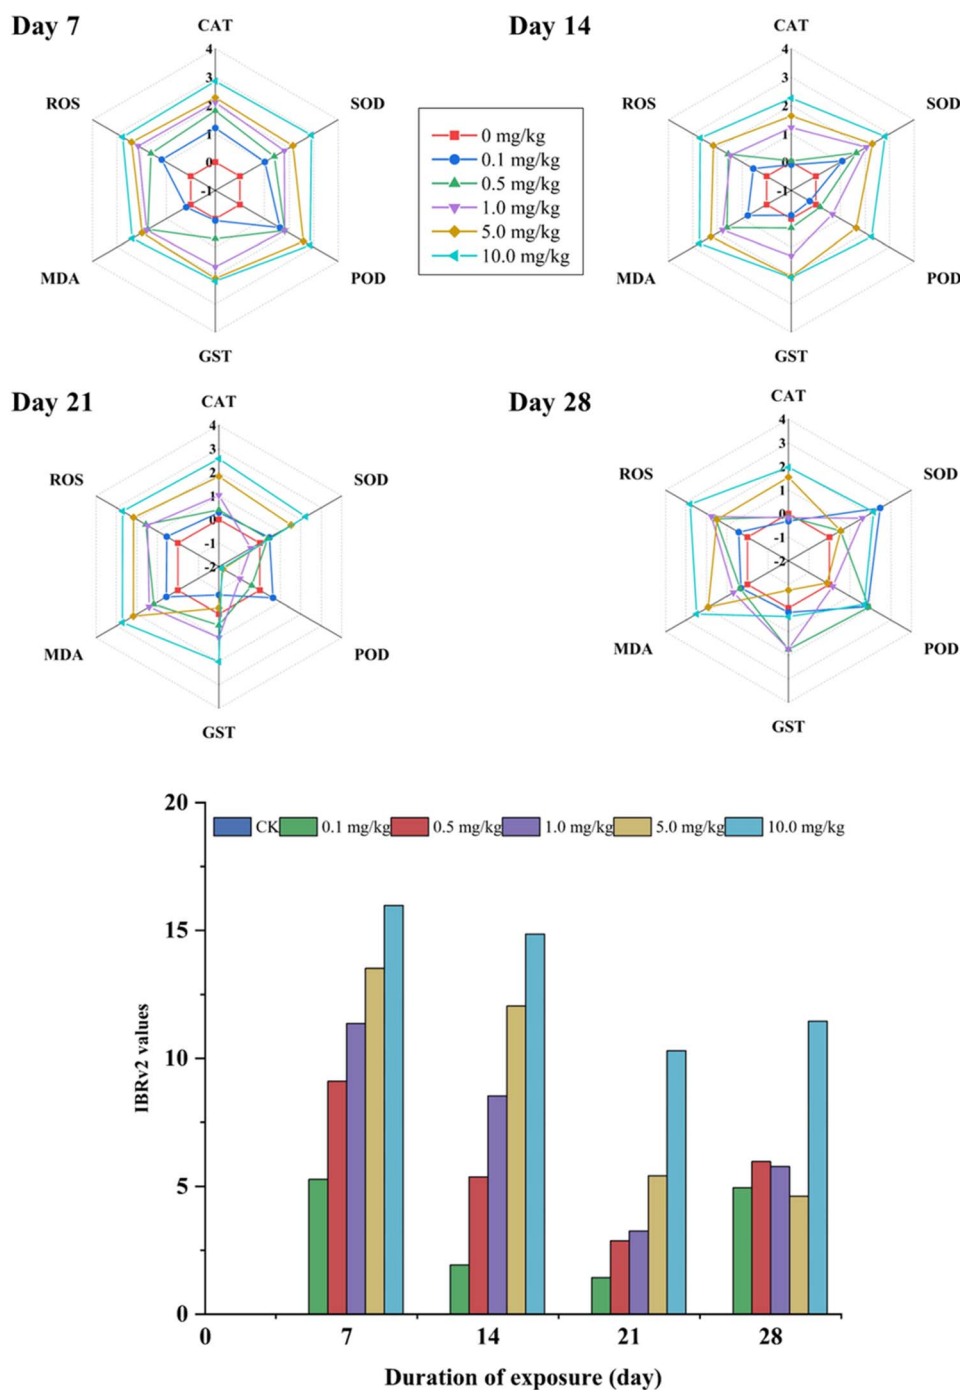 Day 7
CAT
4
3
2
1
0
-1
ROS
SOD
MDA
POD
GST
0 mg/kg
0.1 mg/kg
0.5 mg/kg
1.0 mg/kg
5.0 mg/kg
10.0 mg/kg
Day 14
CAT
4
3
2
1
0
-1
ROS
SOD
MDA
POD
GST
Day 21
CAT
4
3
2
1
0
-1
-2
ROS
SOD
MDA
POD
GST
Day 28
CAT
4
3
2
1
0
-1
-2
ROS
SOD
MDA
POD
GST
20
CK 0.1 mg/kg 0.5 mg/kg 1.0 mg/kg 5.0 mg/kg 10.0 mg/kg
15
10
5
0
IBRv2 values
0 7 14 21 28
Duration of exposure (day)